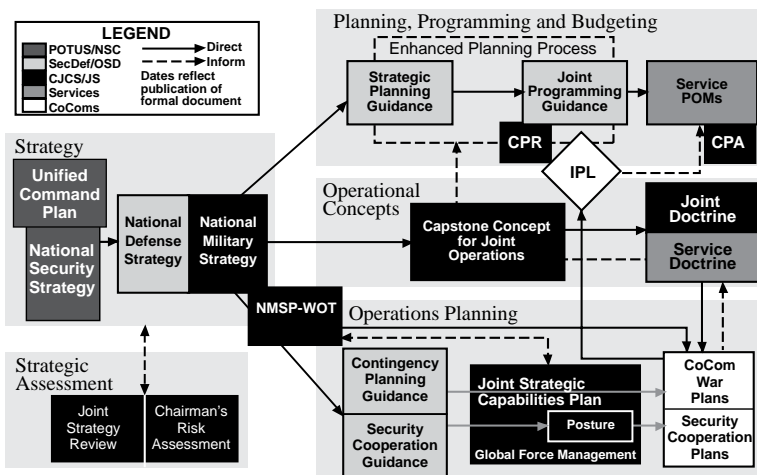 LEGEND
POTUS/NSC
SecDef/OSD
CJCS/JS
Services
CoComs
Direct
Inform
Dates reflect
publication of
formal document
Planning, Programming and Budgeting
Enhanced Planning Process
Strategic
Planning
Guidance
Joint
Programming
Guidance
Service
POMs
CPR
CPA
IPL
Strategy
Unified
Command
Plan
National
Security
Strategy
National
Defense
Strategy
National
Military
Strategy
Operational
Concepts
Capstone Concept
for Joint
Operations
Joint
Doctrine
Service
Doctrine
NMSP-WOT
Operations Planning
Contingency
Planning
Guidance
Security
Cooperation
Guidance
Joint Strategic
Capabilities Plan
Posture
Global Force Management
CoCom
War
Plans
Security
Cooperation
Plans
Strategic
Assessment
Joint
Strategy
Review
Chairman's
Risk
Assessment